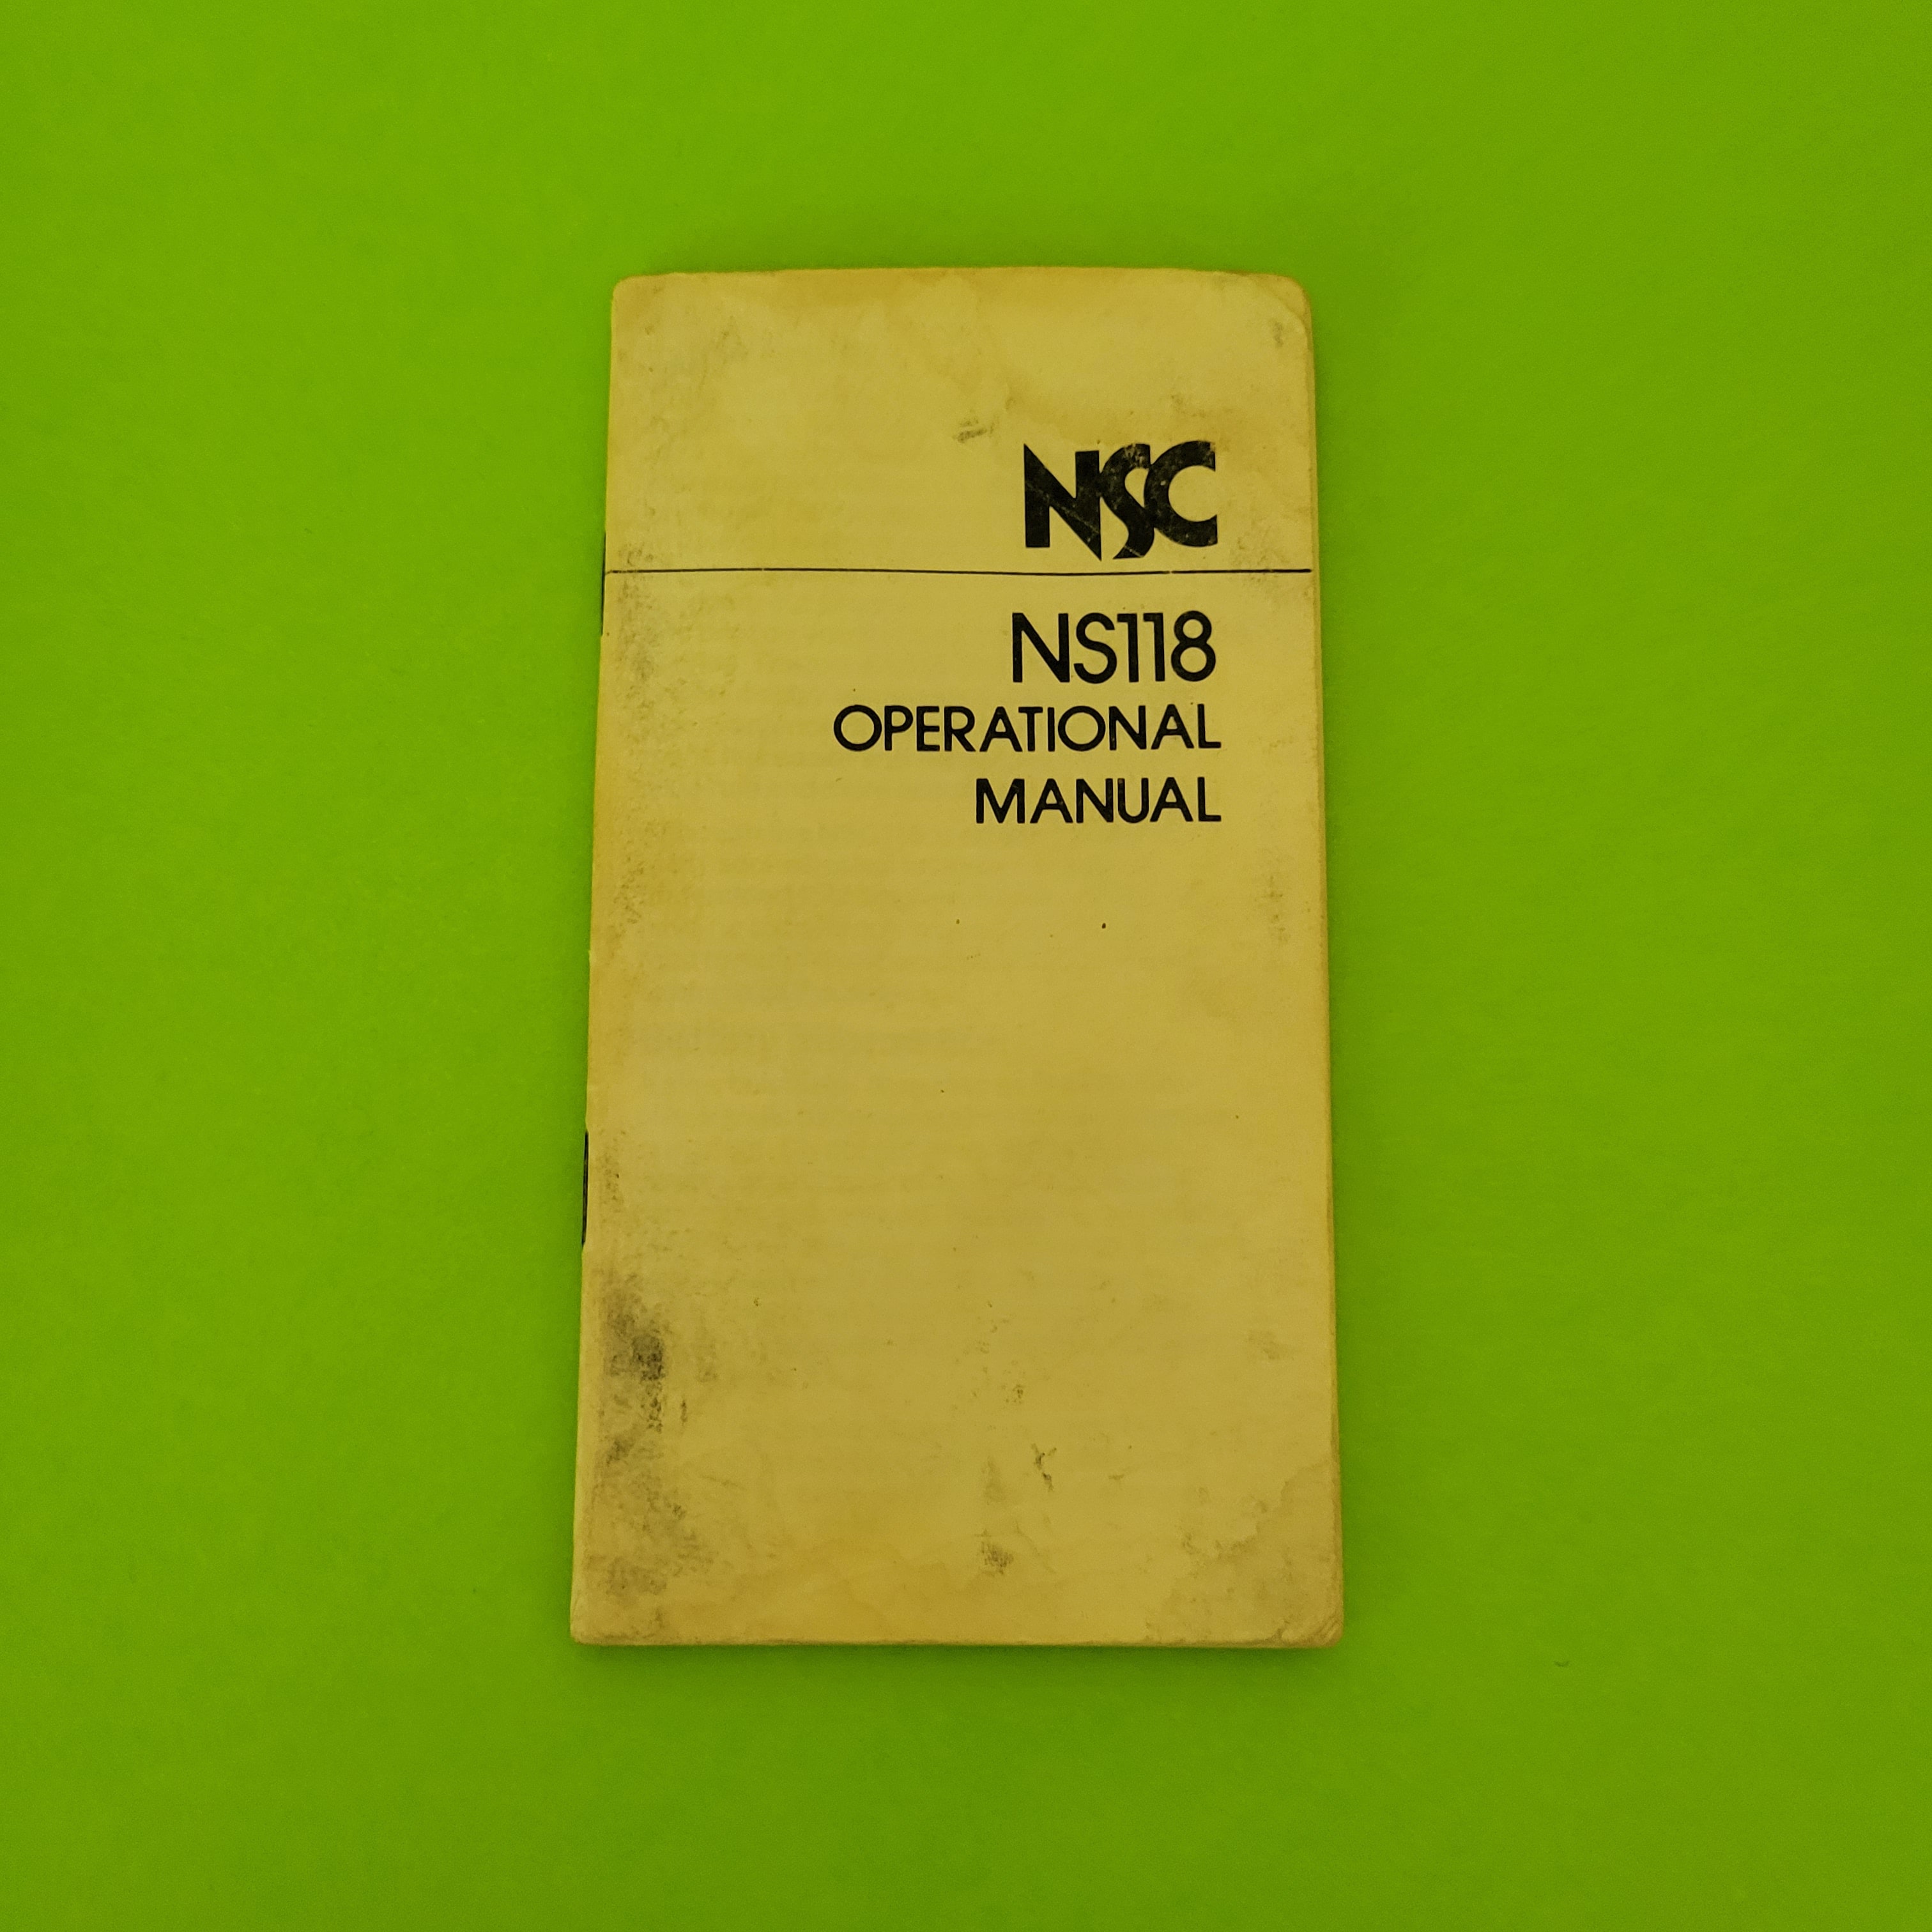 NSC
NS118
OPERATIONAL
MANUAL